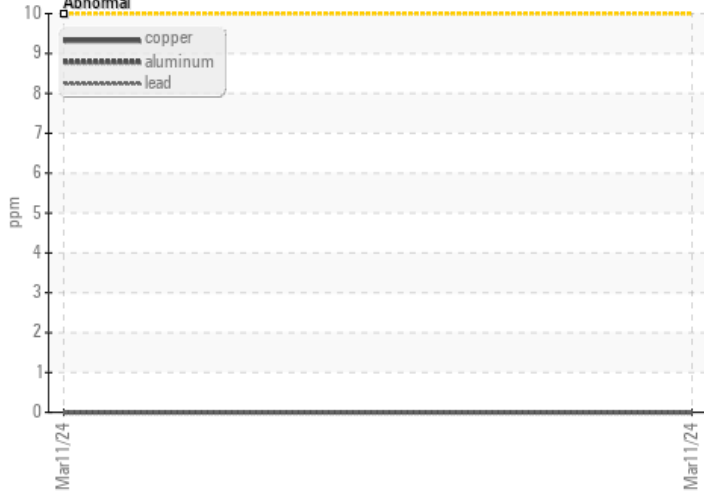 Abnormal
10
9
8
7
6
5
4
3
2
1
0
ppm
copper
aluminum
lead
Mar11/24
Mar11/24